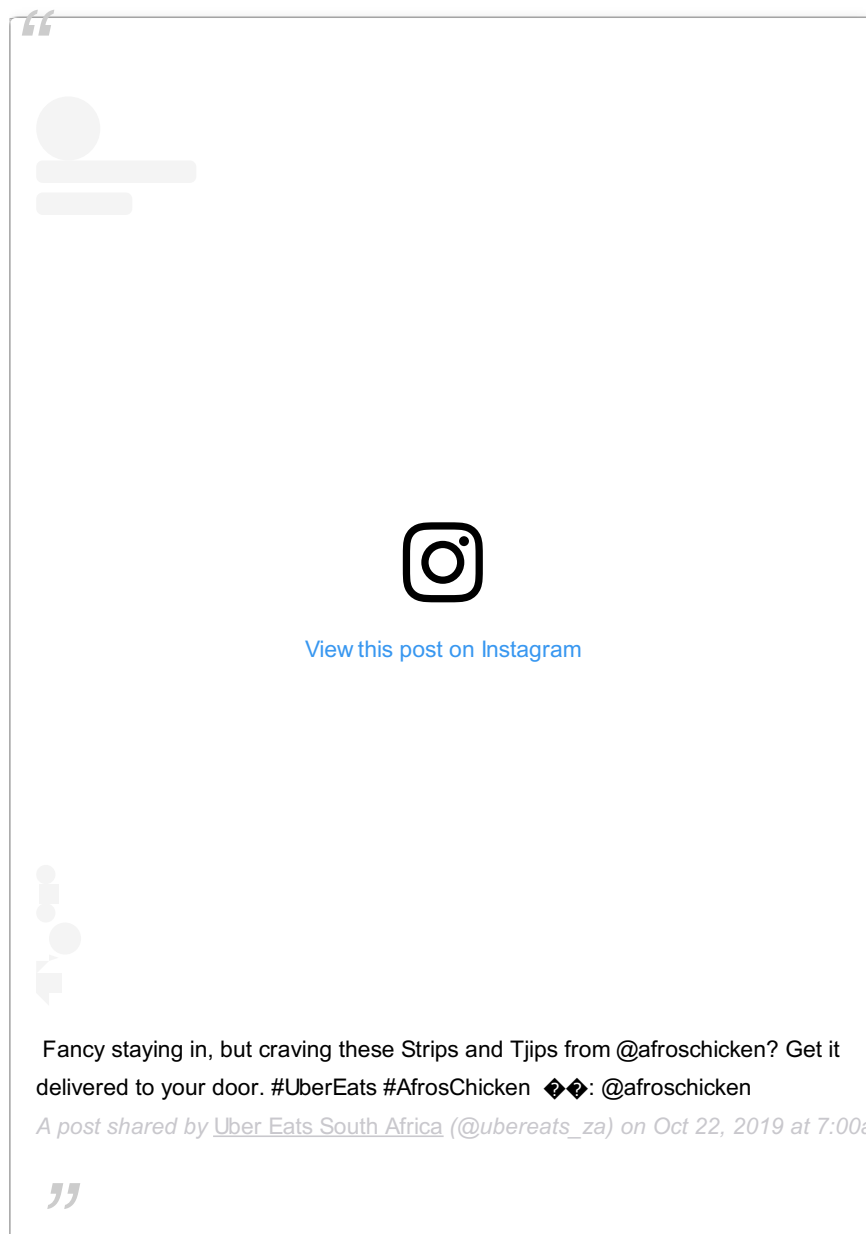 “
View this post on Instagram
Fancy staying in, but craving these Strips and Tjips from @afroschicken? Get it
delivered to your door. #UberEats #AfrosChicken ��: @afroschicken
A post shared by Uber Eats South Africa (@ubereats_za) on Oct 22, 2019 at 7:00a
”